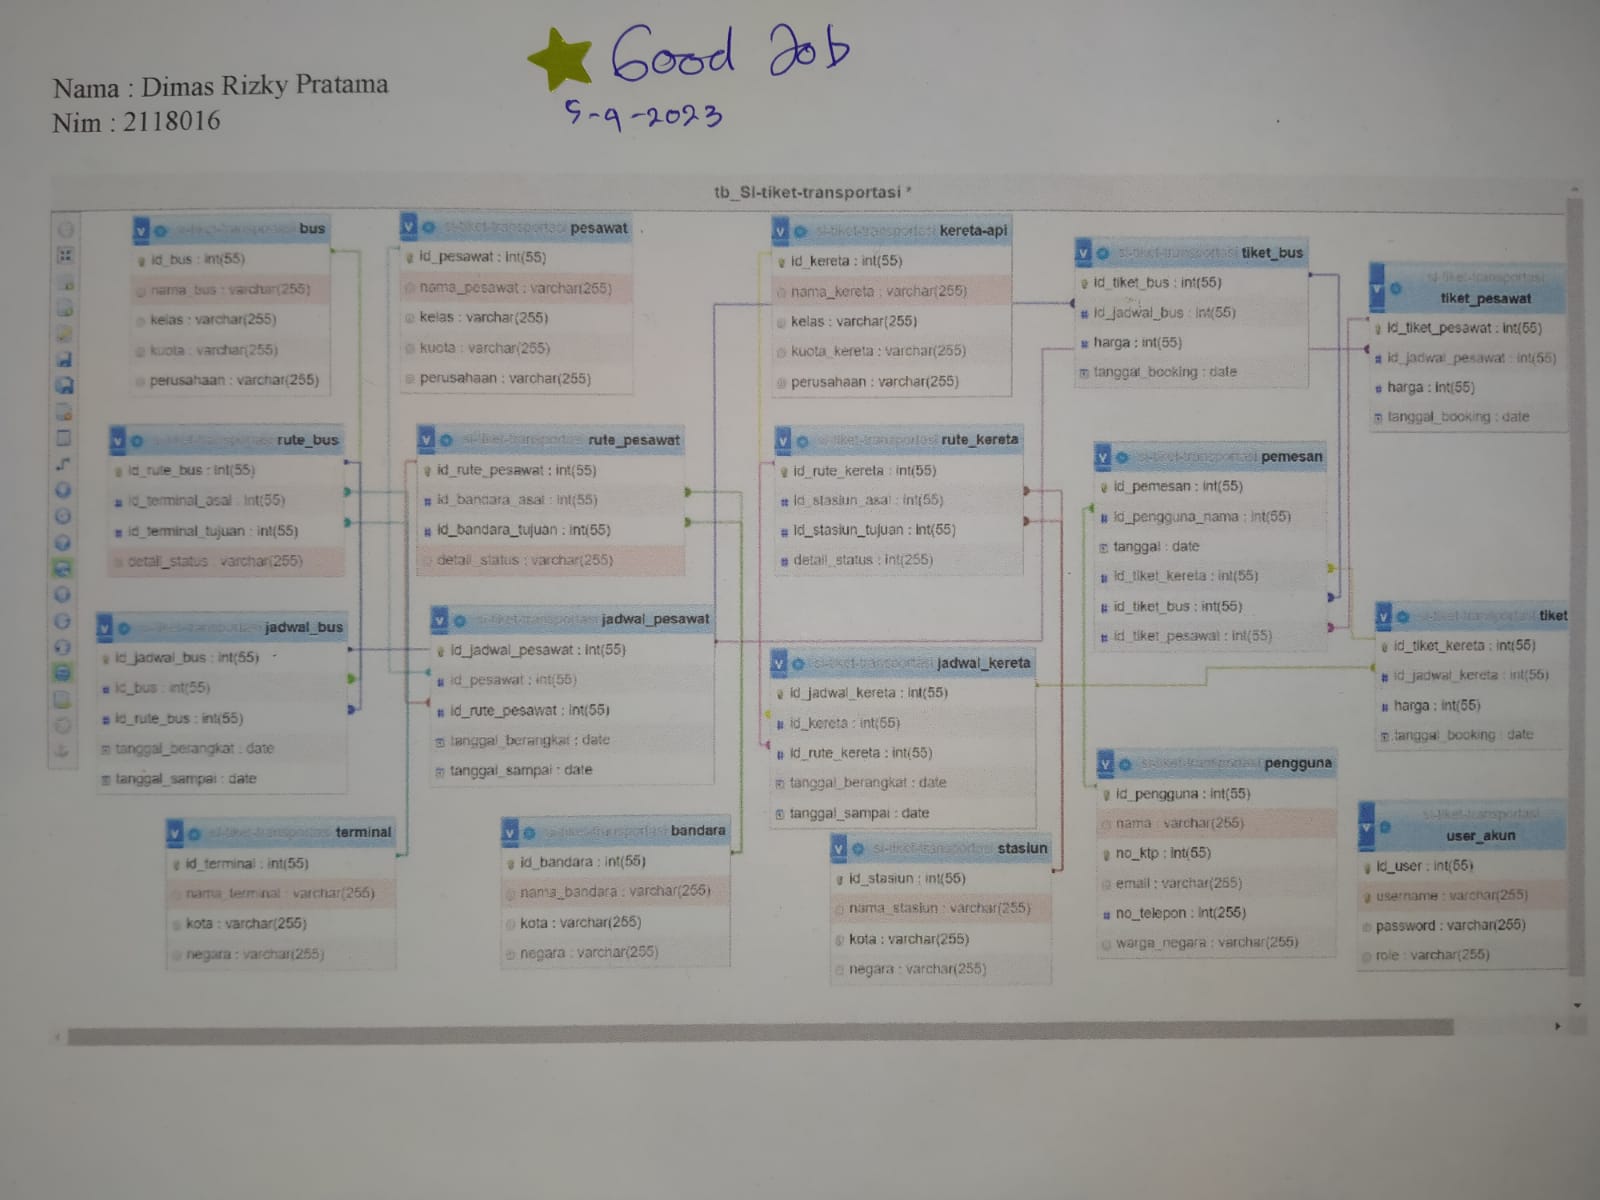 Good Job
5-9-2023
Nama : Dimas Rizky Pratama
Nim : 2118016
tb_SI-tiket-transportasi *
si-tiket-transportasi bus
id_bus : int(55)
nama_bus : varchar(255)
kelas : varchar(255)
kuota : varchar(255)
perusahaan : varchar(255)
si-tiket-transportasi pesawat
id_pesawat : int(55)
nama_pesawat : varchar(255)
kelas : varchar(255)
kuota : varchar(255)
perusahaan : varchar(255)
si-tiket-transportasi kereta-api
id_kereta : int(55)
nama_kereta : varchar(255)
kelas : varchar(255)
kuota_kereta : varchar(255)
perusahaan : varchar(255)
si-tiket-transportasi tiket_bus
id_tiket_bus : int(55)
id_jadwal_bus : int(55)
harga : int(55)
tanggal_booking : date
si-tiket-transportasi
tiket_pesawat
id_tiket_pesawat : int(55)
id_jadwal_pesawat : int(55)
harga : int(55)
tanggal_booking : date
si-tiket-transportasi rute_bus
id_rute_bus : int(55)
id_terminal_asal : int(55)
id_terminal_tujuan : int(55)
detail_status : varchar(255)
si-tiket-transportasi rute_pesawat
id_rute_pesawat : int(55)
id_bandara_asal : int(55)
id_bandara_tujuan : int(55)
detail_status : varchar(255)
si-tiket-transportasi rute_kereta
id_rute_kereta : int(55)
id_stasiun_asal : int(55)
id_stasiun_tujuan : int(55)
detail_status : int(255)
si-tiket-transportasi pemesan
id_pemesan : int(55)
id_pengguna_nama : int(55)
tanggal : date
id_tiket_kereta : int(55)
id_tiket_bus : int(55)
id_tiket_pesawat : int(55)
si-tiket-transportasi jadwal_bus
id_jadwal_bus : int(55)
id_bus : int(55)
id_rute_bus : int(55)
tanggal_berangkat : date
tanggal_sampai : date
si-tiket-transportasi jadwal_pesawat
id_jadwal_pesawat : int(55)
id_pesawat : int(55)
id_rute_pesawat : int(55)
tanggal_berangkat : date
tanggal_sampai : date
si-tiket-transportasi jadwal_kereta
id_jadwal_kereta : int(55)
id_kereta : int(55)
id_rute_kereta : int(55)
tanggal_berangkat : date
tanggal_sampai : date
si-tiket-transportasi tiket
id_tiket_kereta : int(55)
id_jadwal_kereta : int(55)
harga : int(55)
tanggal_booking : date
si-tiket-transportasi terminal
id_terminal : int(55)
nama_terminal : varchar(255)
kota : varchar(255)
negara : varchar(255)
si-tiket-transportasi bandara
id_bandara : int(55)
nama_bandara : varchar(255)
kota : varchar(255)
negara : varchar(255)
si-tiket-transportasi stasiun
id_stasiun : int(55)
nama_stasiun : varchar(255)
kota : varchar(255)
negara : varchar(255)
si-tiket-transportasi pengguna
id_pengguna : int(55)
nama : varchar(255)
no_ktp : int(55)
email : varchar(255)
no_telepon : int(55)
warga_negara : varchar(255)
si-tiket-transportasi
user_akun
id_user : int(55)
username : varchar(255)
password : varchar(255)
role : varchar(255)